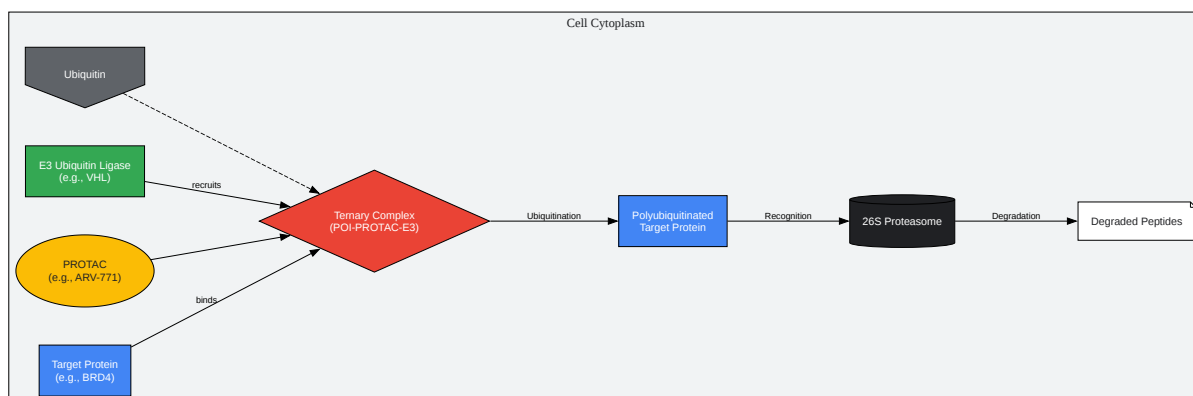 Cell Cytoplasm
Ubiquitin
E3 Ubiquitin Ligase
(e.g., VHL)
recruits
PROTAC
(e.g., ARV-771)
binds
Target Protein
(e.g., BRD4)
Ternary Complex
(POI-PROTAC-E3)
Ubiquitination
Polyubiquitinated
Target Protein
Recognition
26S Proteasome
Degradation
Degraded Peptides